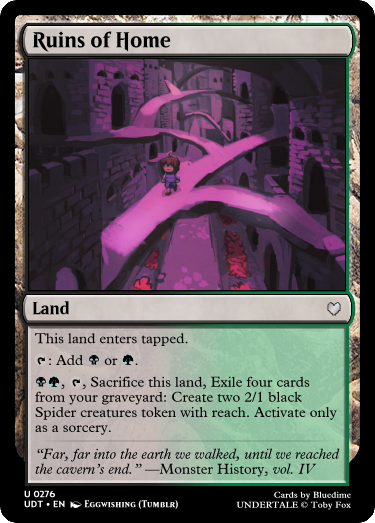 Ruins of Home
Land
This land enters tapped.
: Add or .
, , Sacrifice this land, Exile four cards
from your graveyard: Create two 2/1 black
Spider creatures token with reach. Activate only
as a sorcery.
“Far, far into the earth we walked, until we reached
the cavern’s end.” —Monster History, vol. IV
U 0276
UDT • EN Eggwishing (Tumblr)
Cards by Bluedime
UNDERTALE © Toby Fox